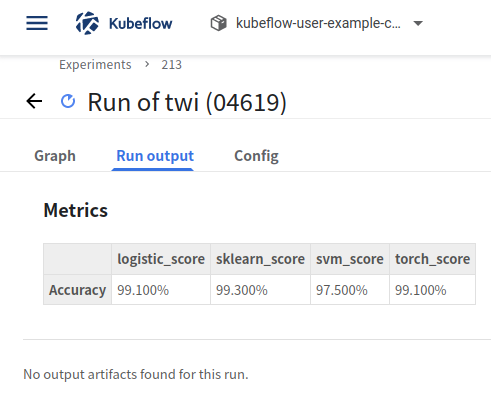 Kubeflow
kubeflow-user-example-c...
Experiments > 213
Run of twi (04619)
Graph Run output Config
Metrics
logistic_score sklearn_score svm_score torch_score
Accuracy 99.100% 99.300% 97.500% 99.100%
No output artifacts found for this run.